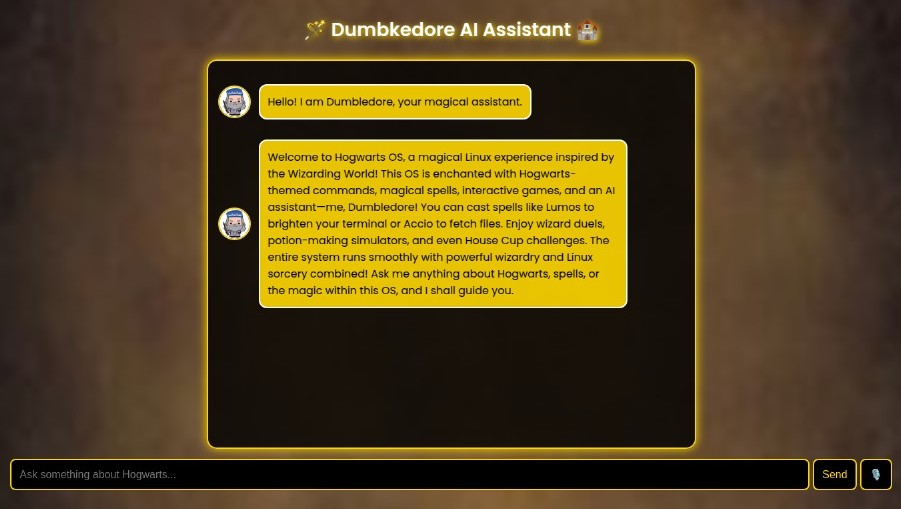 🪄 Dumbkedore AI Assistant 🏰
Hello! I am Dumbledore, your magical assistant.
Welcome to Hogwarts OS, a magical Linux experience inspired by
the Wizarding World! This OS is enchanted with Hogwarts-
themed commands, magical spells, interactive games, and an AI
assistant—me, Dumbledore! You can cast spells like Lumos to
brighten your terminal or Accio to fetch files. Enjoy wizard duels,
potion-making simulators, and even House Cup challenges. The
entire system runs smoothly with powerful wizardry and Linux
sorcery combined! Ask me anything about Hogwarts, spells, or
the magic within this OS, and I shall guide you.
Ask something about Hogwarts...
Send